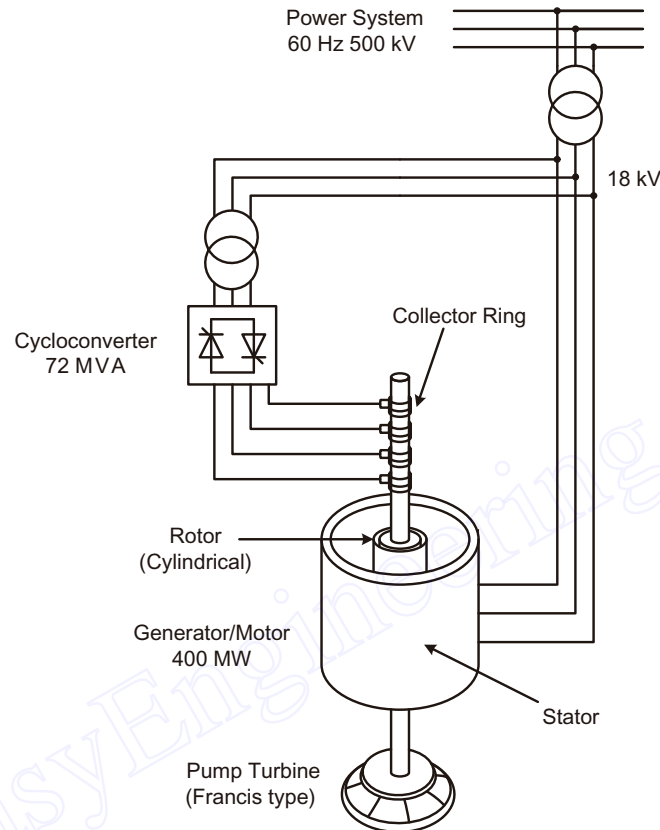 Power System
60 Hz 500 kV
18 kV
Collector Ring
Cycloconverter
72 MVA
Rotor
(Cylindrical)
Generator/Motor
400 MW
Stator
Pump Turbine
(Francis type)
asyEngineering